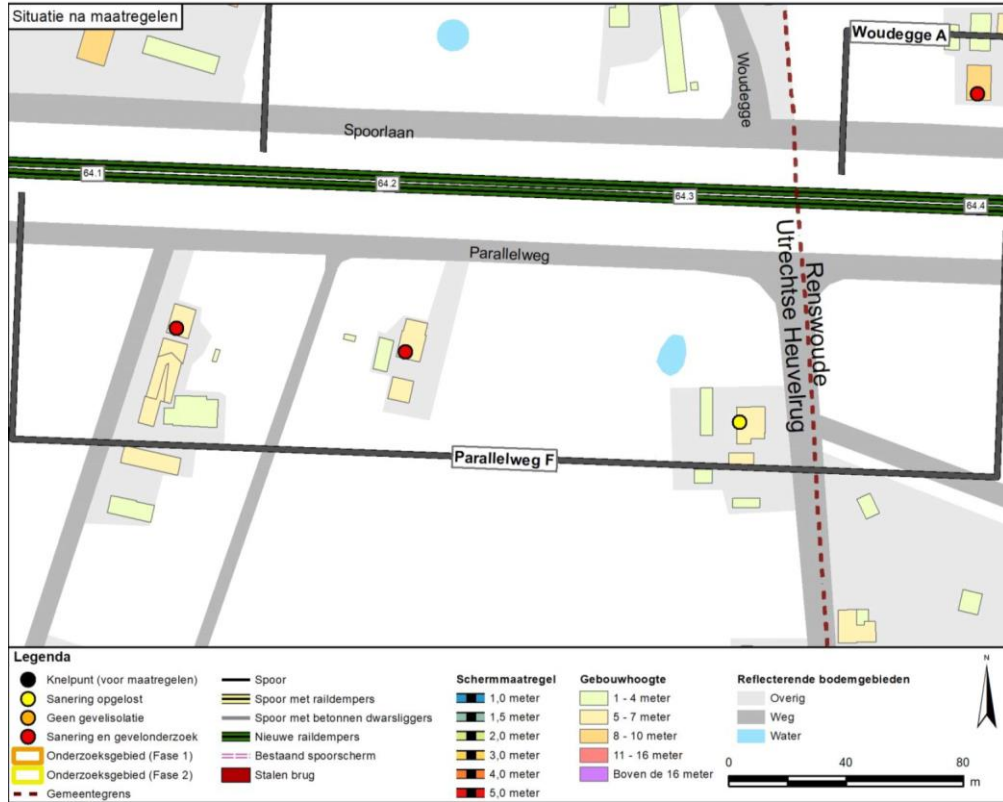 Situatie na maatregelen
Woudegge A
Woudegge
Spoorlaan
64.1
64.2
64.3
64.4
Parallelweg
Utrechtse Heuvelrug
Renswoude
Parallelweg F
Legenda
Knelpunt (voor maatregelen)
Sanering opgelost
Geen gevelisolatie
Sanering en gevelonderzoek
Onderzoeksgebied (Fase 1)
Onderzoeksgebied (Fase 2)
Gemeentegrens
Spoor
Spoor met raildempers
Spoor met betonnen dwarsliggers
Nieuwe raildempers
Bestaand spoorscherm
Stalen brug
Schermmaatregel
1,0 meter
1,5 meter
2,0 meter
3,0 meter
4,0 meter
5,0 meter
Gebouwhoogte
1 - 4 meter
5 - 7 meter
8 - 10 meter
11 - 16 meter
Boven de 16 meter
Reflecterende bodemgebieden
Overig
Weg
Water
N
0 40 80
m